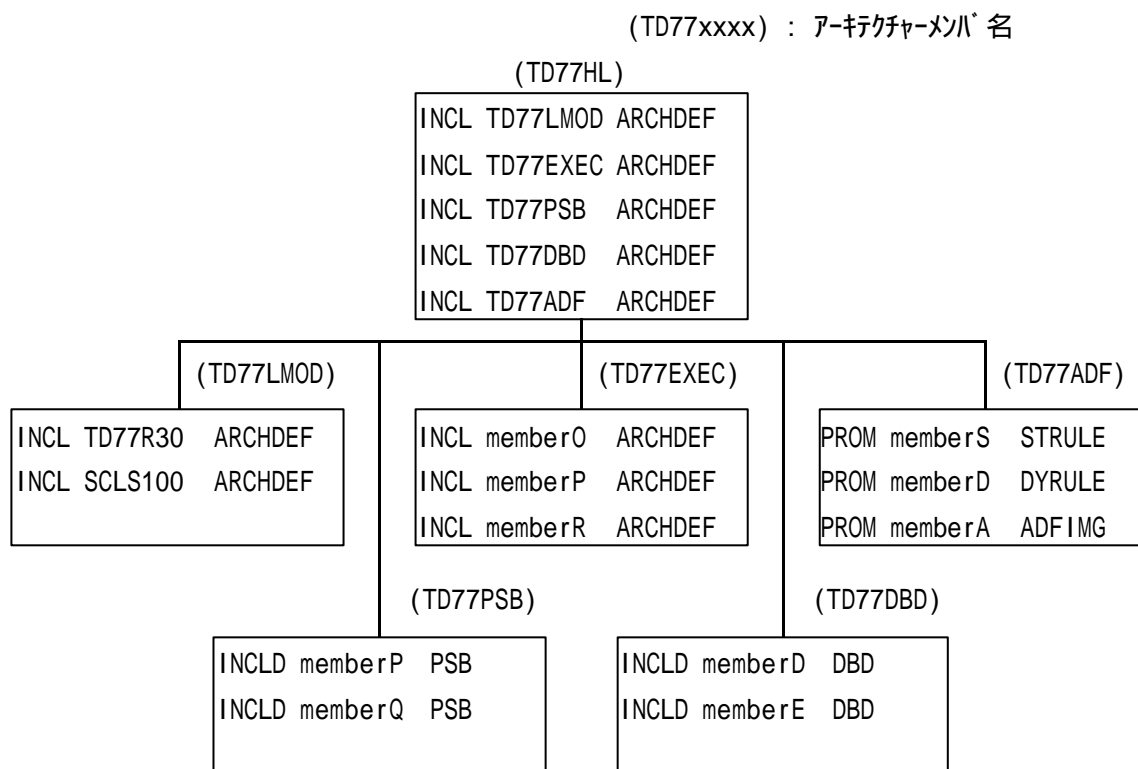 (TD77xxxx) : ｱｰｷﾃｸﾁｬｰﾒﾝﾊﾞ名
(TD77HL)
INCL TD77LMOD ARCHDEF
INCL TD77EXEC ARCHDEF
INCL TD77PSB ARCHDEF
INCL TD77DBD ARCHDEF
INCL TD77ADF ARCHDEF
(TD77LMOD)
INCL TD77R30 ARCHDEF
INCL SCLS100 ARCHDEF
(TD77EXEC)
INCL memberO ARCHDEF
INCL memberP ARCHDEF
INCL memberR ARCHDEF
(TD77ADF)
PROM memberS STRULE
PROM memberD DYRULE
PROM memberA ADFIMG
(TD77PSB)
INCLD memberP PSB
INCLD memberQ PSB
(TD77DBD)
INCLD memberD DBD
INCLD memberE DBD